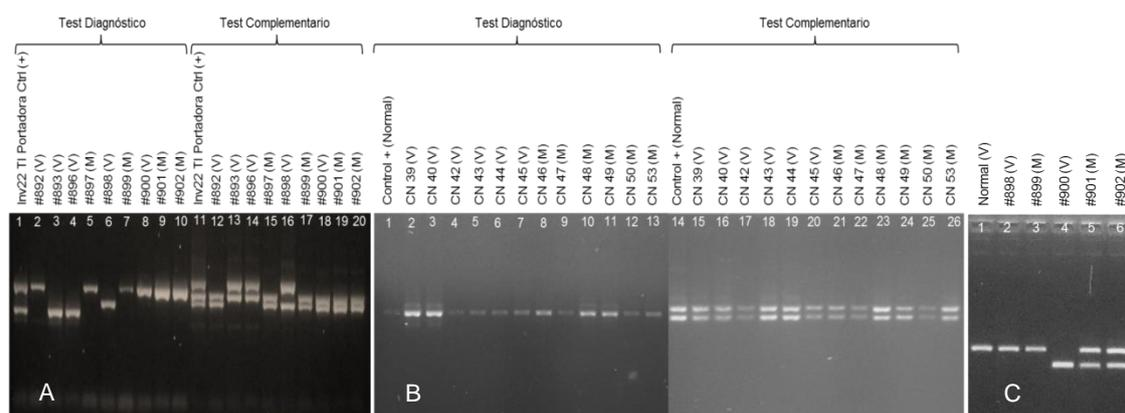 Test Diagnóstico
Test Complementario
Test Diagnóstico
Test Complementario
Inv22 TI Portadora Ctrl (+)
#892 (V)
#893 (V)
#896 (V)
#897 (M)
#898 (V)
#899 (M)
#900 (V)
#901 (M)
#902 (M)
Inv22 TI Portadora Ctrl (+)
#892 (V)
#893 (V)
#896 (V)
#897 (M)
#898 (V)
#899 (M)
#900 (V)
#901 (M)
#902 (M)
Control + (Normal)
CN 39 (V)
CN 40 (V)
CN 42 (V)
CN 43 (V)
CN 44 (V)
CN 45 (V)
CN 46 (M)
CN 47 (M)
CN 48 (M)
CN 49 (M)
CN 50 (M)
CN 53 (M)
Control + (Normal)
CN 39 (V)
CN 40 (V)
CN 42 (V)
CN 43 (V)
CN 44 (V)
CN 45 (V)
CN 46 (M)
CN 47 (M)
CN 48 (M)
CN 49 (M)
CN 50 (M)
CN 53 (M)
Normal (V)
#898 (V)
#899 (M)
#900 (V)
#901 (M)
#902 (M)
1 2 3 4 5 6 7 8 9 10 11 12 13 14 15 16 17 18 19 20
1 2 3 4 5 6 7 8 9 10 11 12 13 14 15 16 17 18 19 20 21 22 23 24 25 26
1 2 3 4 5 6
A
B
C